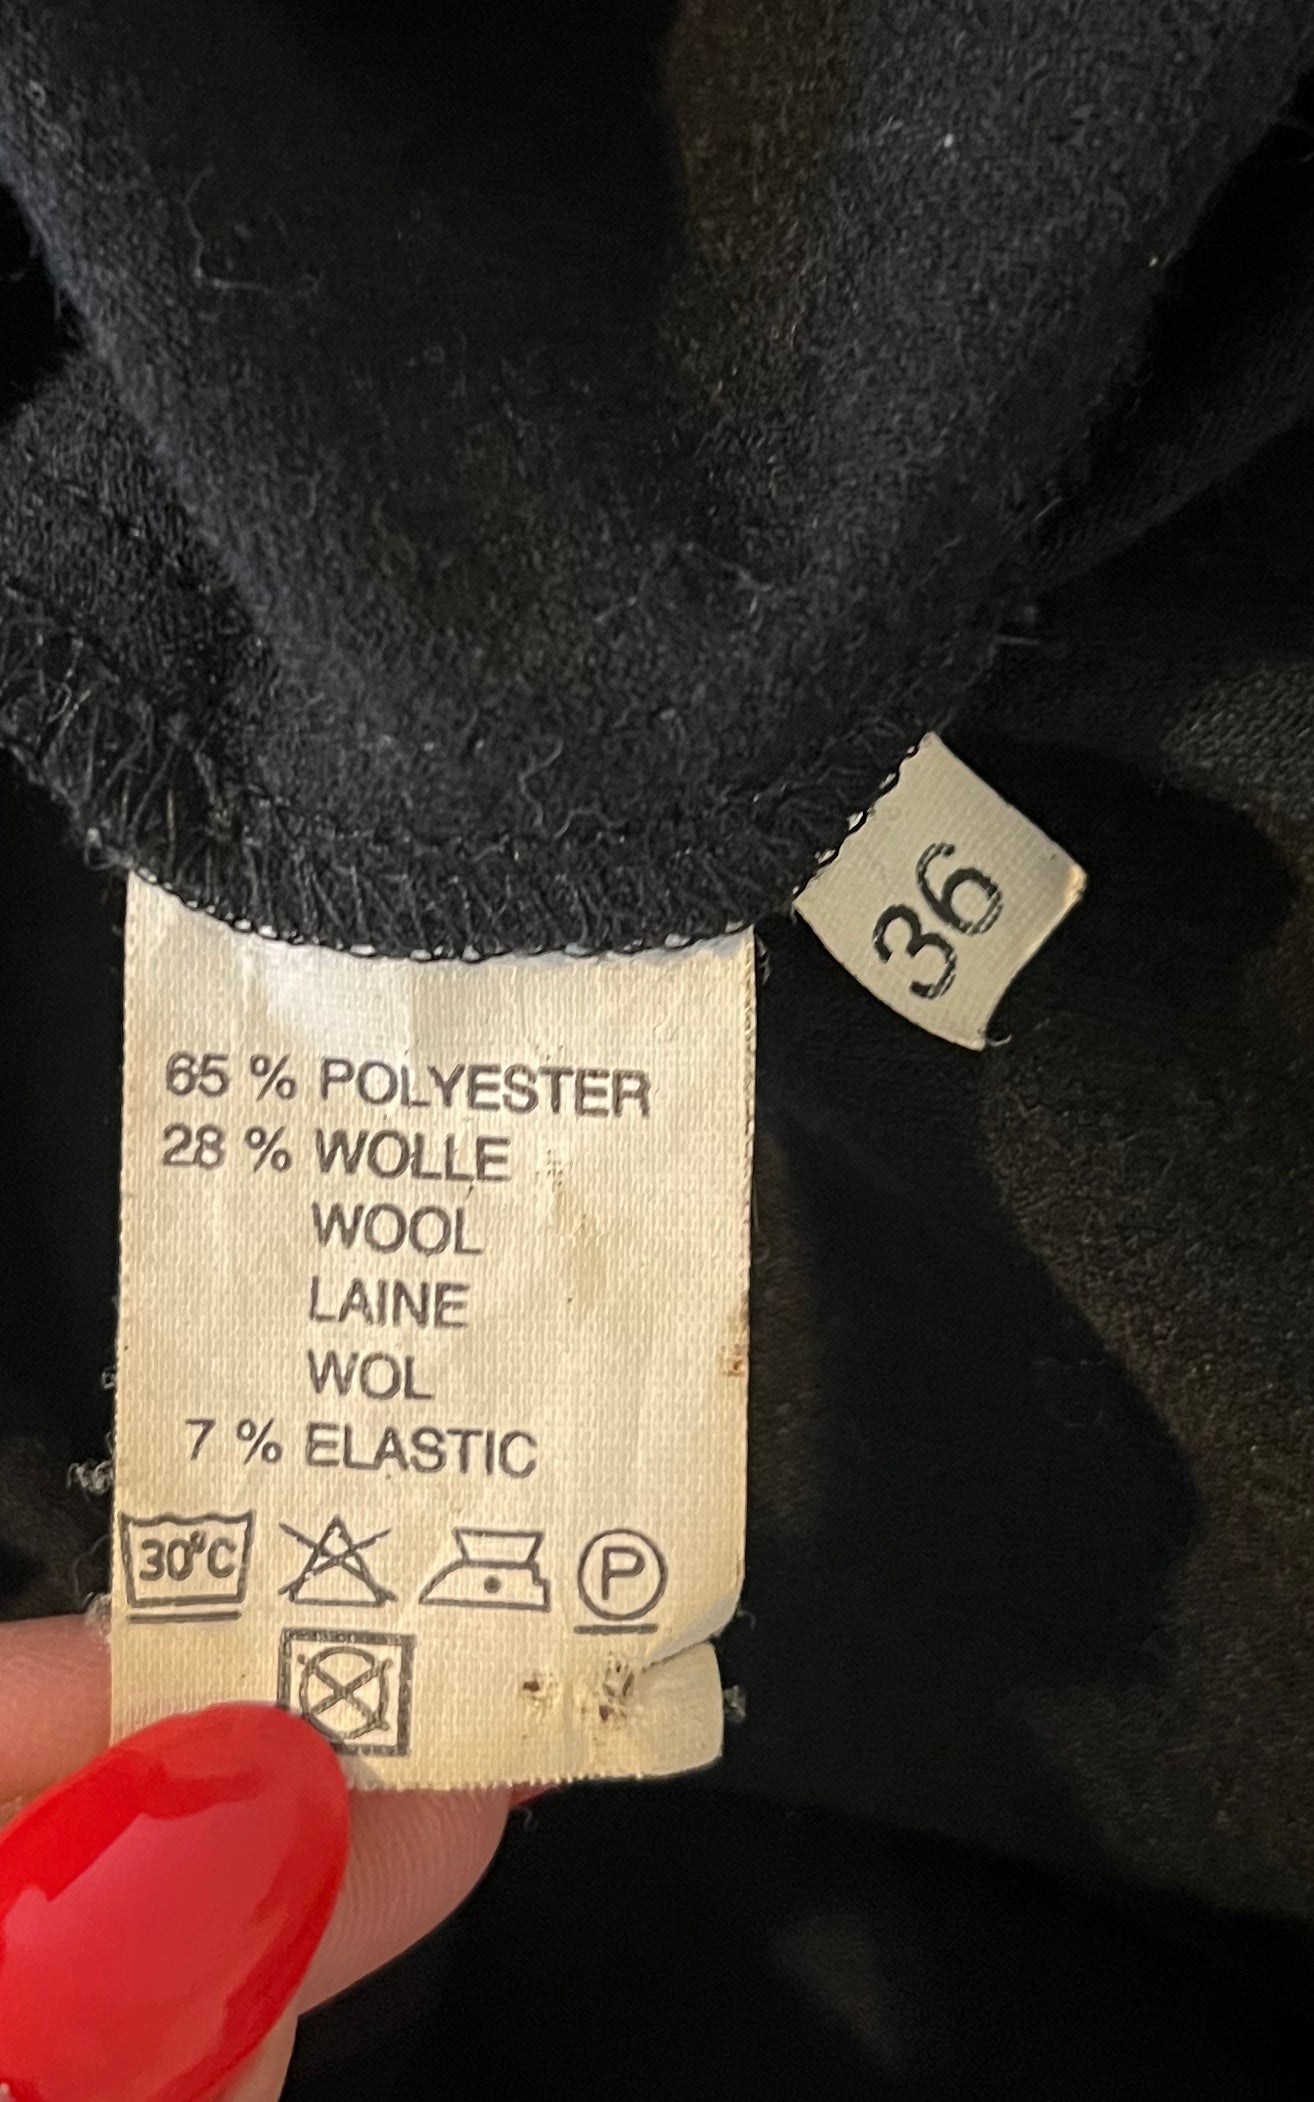 36
65 % POLYESTER
28 % WOLLE
WOOL
LAINE
WOL
7 % ELASTIC
30°C
P